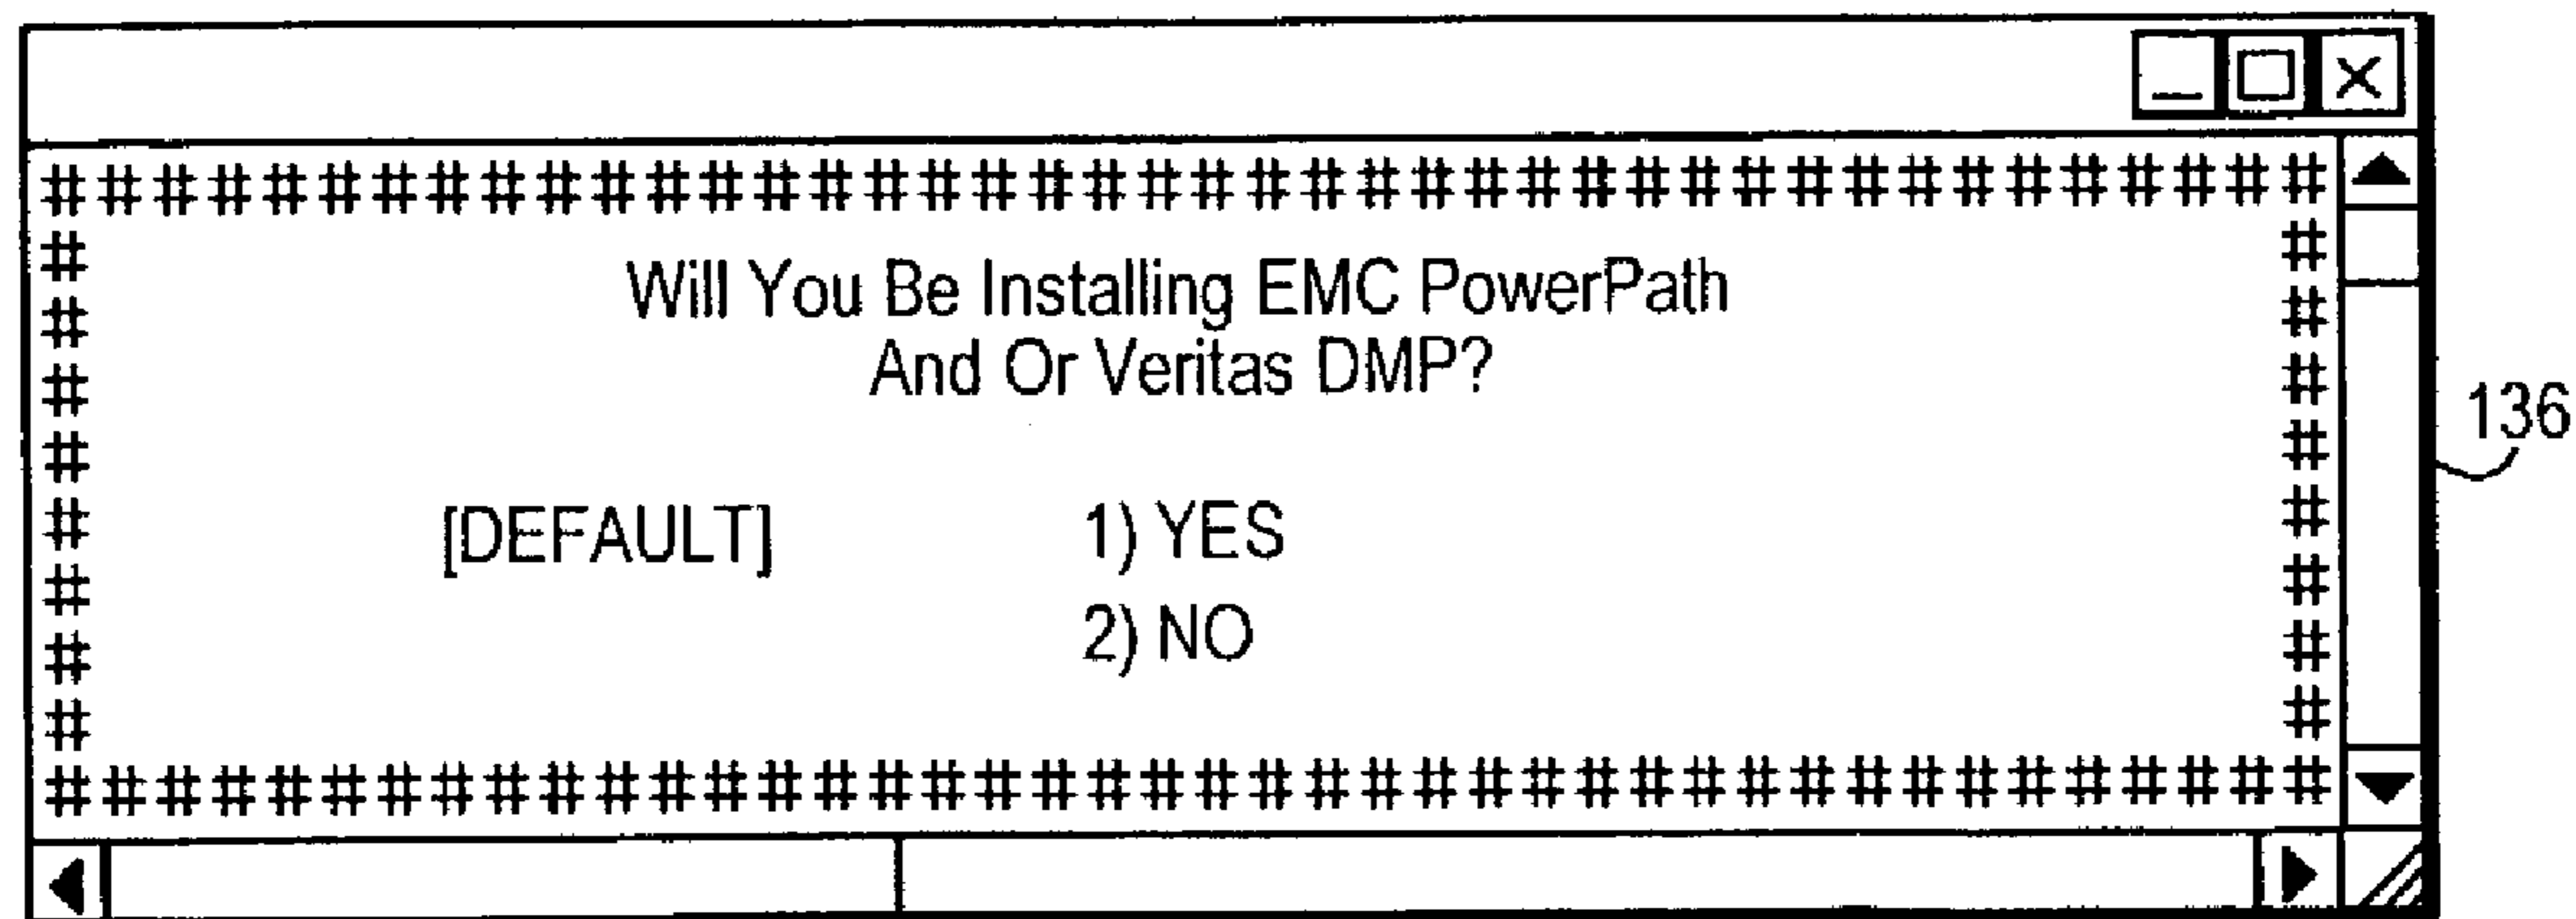 # # # # # # # # # # # # # # # # # # # # # # # # # # # # # # # # # # # # # # # # # #
# Will You Be Installing EMC PowerPath #
# #
# And Or Veritas DMP? #
136
# #
# [DEFAULT] 1) YES #
# #
# 2) NO #
# #
# # # # # # # # # # # # # # # # # # # # # # # # # # # # # # # # # # # # # # # # # #